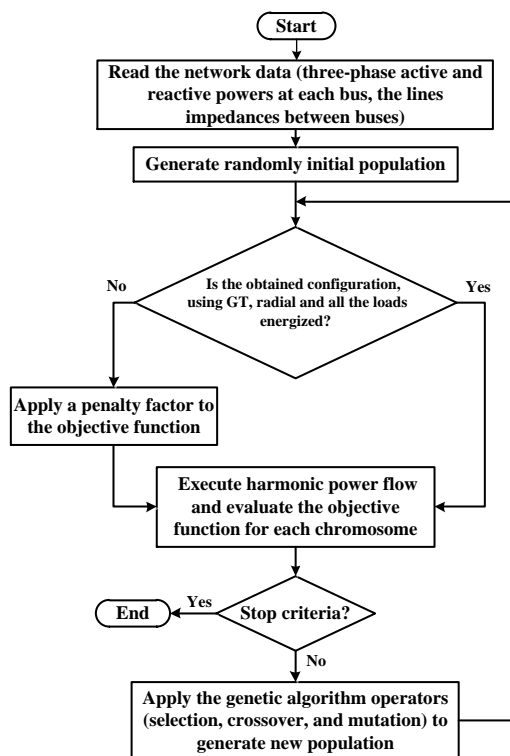 Start
Read the network data (three-phase active and
reactive powers at each bus, the lines
impedances between buses)
Generate randomly initial population
No
Is the obtained configuration,
using GT, radial and all the loads
energized?
Yes
Apply a penalty factor to
the objective function
Execute harmonic power flow
and evaluate the objective
function for each chromosome
End
Yes
Stop criteria?
No
Apply the genetic algorithm operators
(selection, crossover, and mutation) to
generate new population